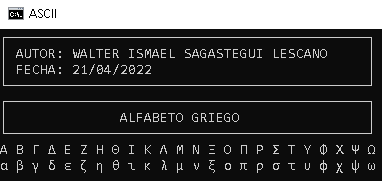 ASCII
AUTOR: WALTER ISMAEL SAGASTEGUI LESCANO
FECHA: 21/04/2022
ALFABETO GRIEGO
Α Β Γ Δ Ε Ζ Η Θ Ι Κ Λ Μ Ν Ξ Ο Π Ρ Σ Τ Υ Φ Χ Ψ Ω
α β γ δ ε ζ η θ ι κ λ μ ν ξ ο π ρ σ τ υ φ χ ψ ω